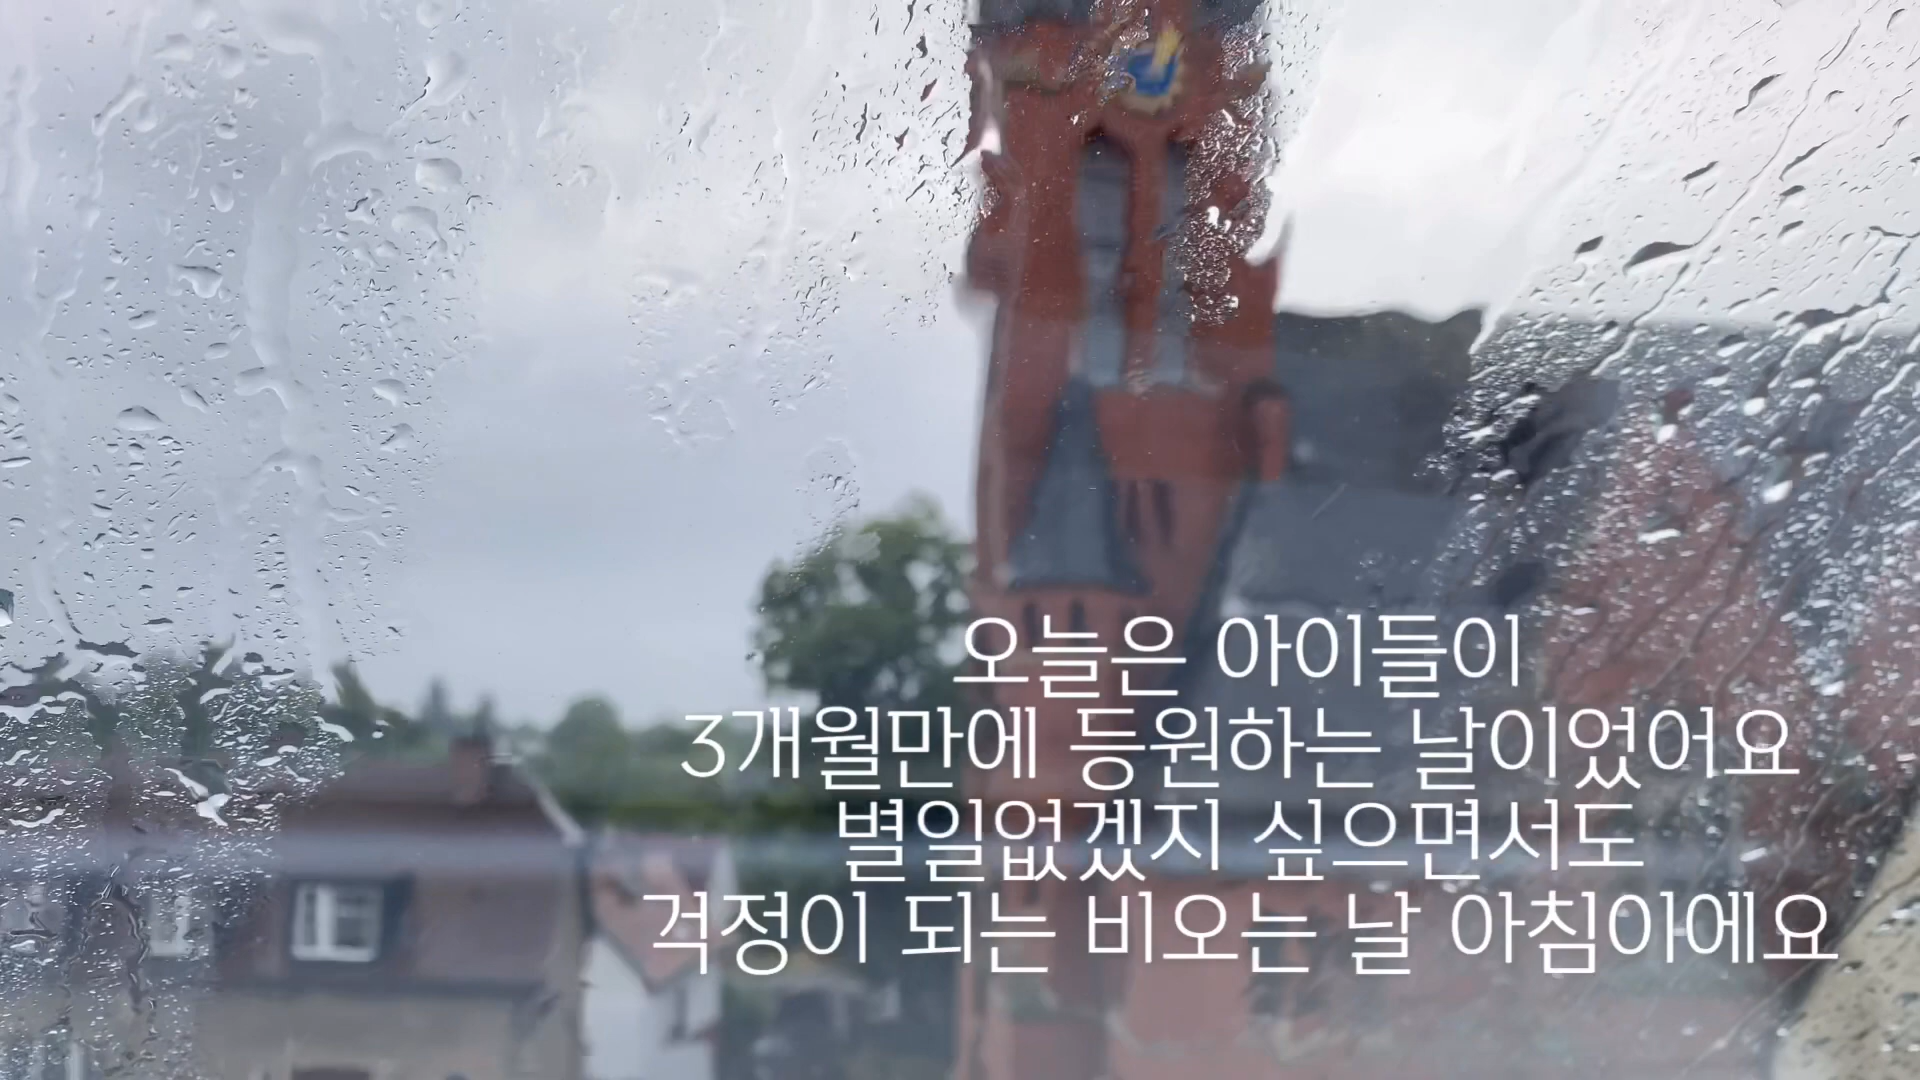 오늘은 아이들이
3개월만에 등원하는 날이었어요
별일없겠지 싶으면서도
걱정이 되는 비오는 날 아침이에요